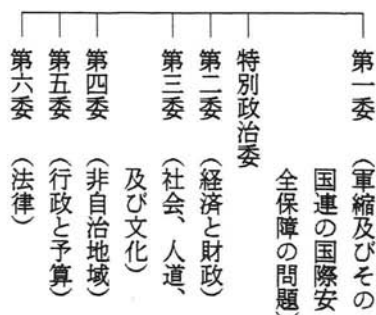 第一委（軍縮及びその
国連の国際安
全保障の問題）
特別政治委
第二委（経済と財政）
第三委（社会、人道、
及び文化）
第四委（非自治地域）
第五委（行政と予算）
第六委（法律）